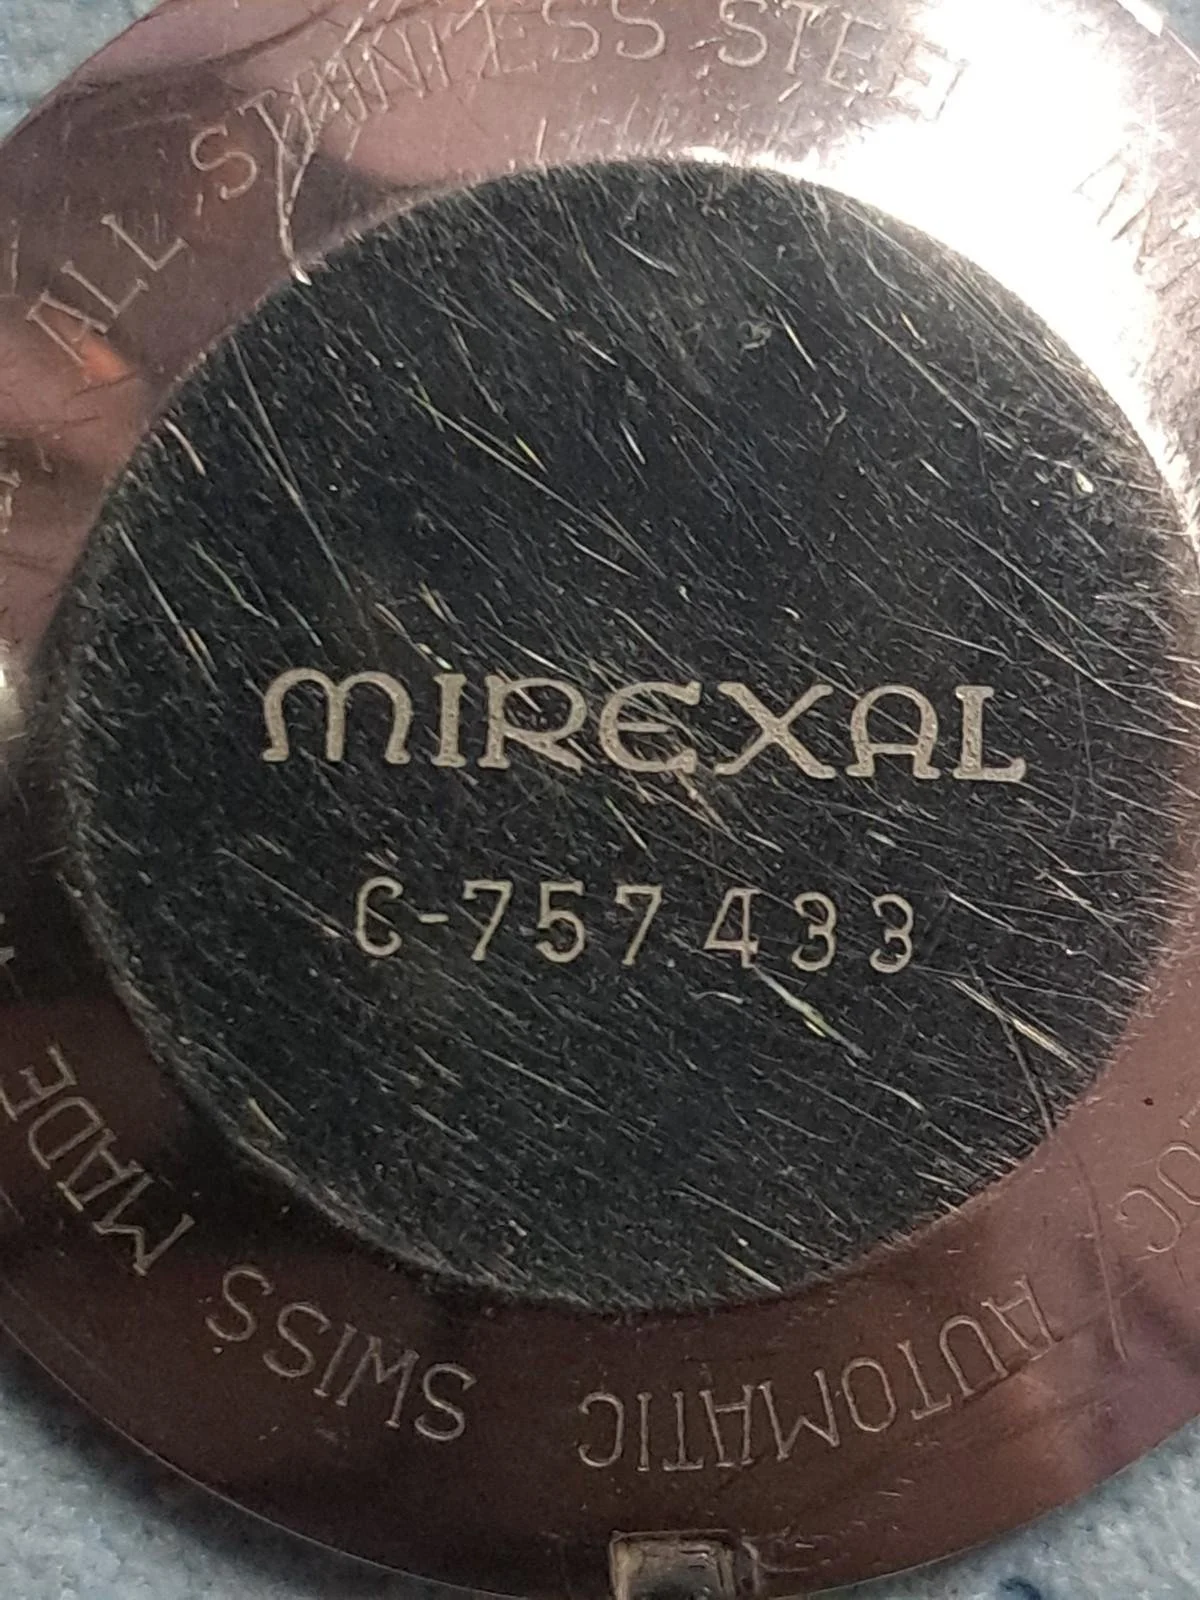 ALL STAINLESS STEEL
MIREXAL
C-757433
AUTOMATIC
SWISS MADE